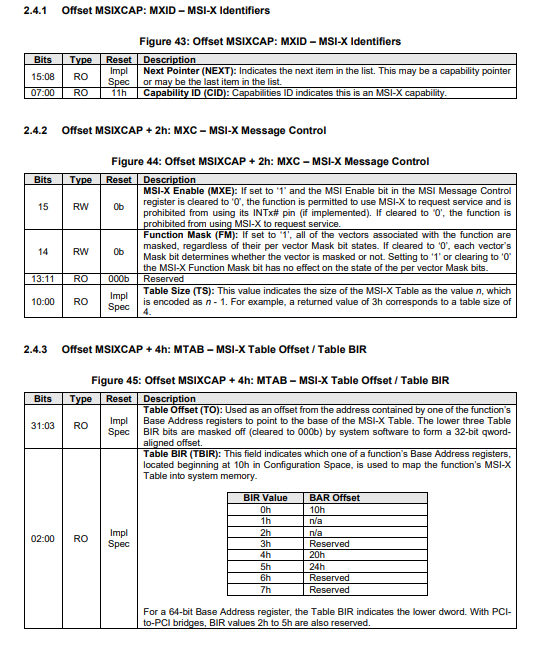 2.4.1 Offset MSIXCAP: MXID – MSI-X Identifiers
Figure 43: Offset MSIXCAP: MXID – MSI-X Identifiers
Bits Type Reset Description
15:08 RO Impl Spec Next Pointer (NEXT): Indicates the next item in the list. This may be a capability pointer
or may be the last item in the list.
07:00 RO 11h Capability ID (CID): Capabilities ID indicates this is an MSI-X capability.
2.4.2 Offset MSIXCAP + 2h: MXC – MSI-X Message Control
Figure 44: Offset MSIXCAP + 2h: MXC – MSI-X Message Control
Bits Type Reset Description
15 RW 0b MSI-X Enable (MXE): If set to '1' and the MSI Enable bit in the MSI Message Control
register is cleared to '0', the function is permitted to use MSI-X to request service and is
prohibited from using its INTx# pin (if implemented). If cleared to '0', the function is
prohibited from using MSI-X to request service.
14 RW 0b Function Mask (FM): If set to '1', all of the vectors associated with the function are
masked, regardless of their per vector Mask bit states. If cleared to '0', each vector's
Mask bit determines whether the vector is masked or not. Setting to '1' or clearing to '0'
the MSI-X Function Mask bit has no effect on the state of the per vector Mask bits.
13:11 RO 000b Reserved
10:00 RO Impl Spec Table Size (TS): This value indicates the size of the MSI-X Table as the value n, which
is encoded as n - 1. For example, a returned value of 3h corresponds to a table size of
4.
2.4.3 Offset MSIXCAP + 4h: MTAB – MSI-X Table Offset / Table BIR
Figure 45: Offset MSIXCAP + 4h: MTAB – MSI-X Table Offset / Table BIR
Bits Type Reset Description
31:03 RO Impl Spec Table Offset (TO): Used as an offset from the address contained by one of the function's
Base Address registers to point to the base of the MSI-X Table. The lower three Table
BIR bits are masked off (cleared to 000b) by system software to form a 32-bit qword-
aligned offset.
02:00 RO Impl Spec Table BIR (TBIR): This field indicates which one of a function's Base Address registers,
located beginning at 10h in Configuration Space, is used to map the function's MSI-X
Table into system memory.
BIR Value BAR Offset
0h 10h
1h n/a
2h n/a
3h Reserved
4h 20h
5h 24h
6h Reserved
7h Reserved
For a 64-bit Base Address register, the Table BIR indicates the lower dword. With PCI-
to-PCI bridges, BIR values 2h to 5h are also reserved.